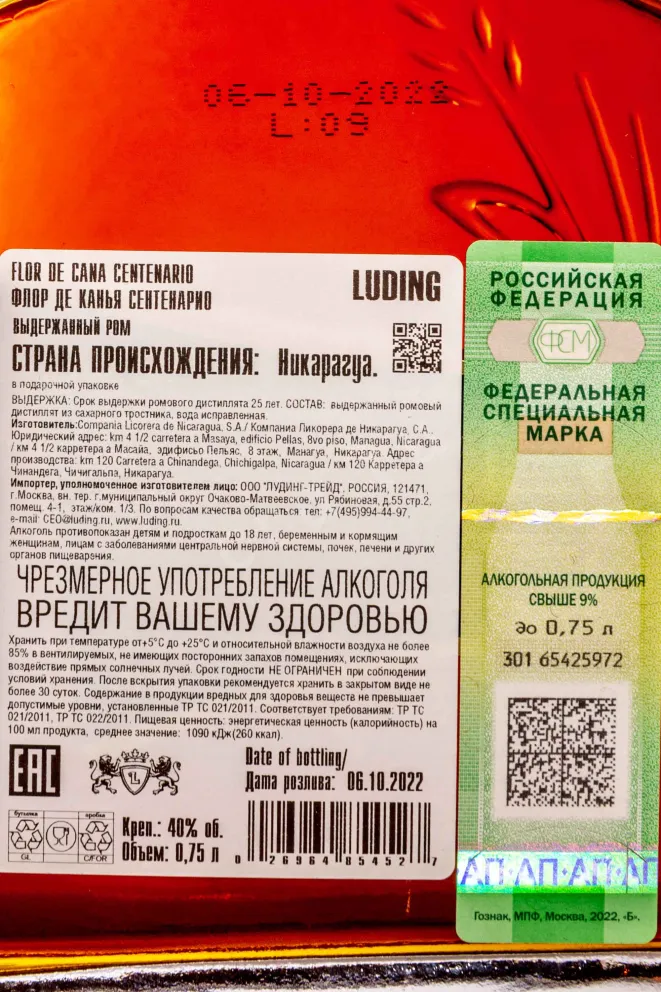 06-10-2022
L:09
FLOR DE CANA CENTENARIO
ФЛОР ДЕ КАНЬЯ СЕНТЕНАРИО
LUDING
ВЫДЕРЖАННЫЙ РОМ
СТРАНА ПРОИСХОЖДЕНИЯ: Никарагуа.
в подарочной упаковке
ВЫДЕРЖКА: Срок выдержки ромового дистиллята 25 лет. СОСТАВ: выдержанный ромовый
дистиллят из сахарного тростника, вода исправленная.
Изготовитель:Compania Licorera de Nicaragua. S.A./ Компания Ликорера де Никарагуа, С.А..
Юридический адрес: km 4 1/2 carretera a Masaya, edificio Pellas, 8vo piso, Managua, Nicaragua
/ км 4 1/2 карретера а Масайа, эдифисьо Пельяс, 8 этаж, Манагуа, Никарагуа. Адрес
производства: km 120 Carretera a Chinandega, Chichigalpa, Nicaragua / км 120 Карретера а
Чинандега, Чичигальпа, Никарагуа.
Импортер, уполномоченное изготовителем лицо: ООО "ЛУДИНГ-ТРЕЙД", РОССИЯ, 121471,
г.Москва, вн. тер. г.муниципальный округ Очаково-Матвеевское, ул Рябиновая, д.55 стр.2,
помещ. 4-1, этаж/ком. 1/3. По вопросам качества обращаться: тел: +7(495)994-44-97,
e-mail: CEO@luding.ru, www.luding.ru.
Алкоголь противопоказан детям и подросткам до 18 лет, беременным и кормящим
женщинам, лицам с заболеваниями центральной нервной системы, почек, печени и других
органов пищеварения.
ЧРЕЗМЕРНОЕ УПОТРЕБЛЕНИЕ АЛКОГОЛЯ
ВРЕДИТ ВАШЕМУ ЗДОРОВЬЮ
Хранить при температуре от+5°С до +25°С и относительной влажности воздуха не более
85% в вентилируемых, не имеющих посторонних запахов помещениях, исключающих
воздействие прямых солнечных лучей. Срок годности НЕ ОГРАНИЧЕН при соблюдении
условий хранения. После вскрытия упаковки рекомендуется хранить в закрытом виде не
более 30 суток. Содержание в продукции вредных для здоровья веществ не превышает
допустимые уровни, установленные ТР ТС 021/2011. Соответствует требованиям: ТР ТС
021/2011, ТР ТС 022/2011. Пищевая ценность: энергетическая ценность (калорийность) на
100 мл продукта, среднее значение: 1090 кДж(260 ккал).
EAC
L
Date of bottling/
Дата розлива: 06.10.2022
бутылка
коробка
GL
C/FOR
Креп.: 40% об.
Объем: 0,75 л
0 26964 85452 7
РОССИЙСКАЯ
ФЕДЕРАЦИЯ
ФСМ
ФЕДЕРАЛЬНАЯ
СПЕЦИАЛЬНАЯ
МАРКА
АЛКОГОЛЬНАЯ ПРОДУКЦИЯ
СВЫШЕ 9%
до 0,75 л
301 65425972
АП·АП·АП·АП
Гознак, МПФ, Москва, 2022, «Б».